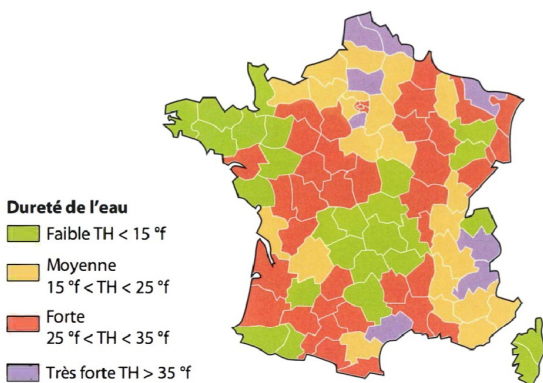 Dureté de l'eau
Faible TH < 15 °f
Moyenne
15 °f < TH < 25 °f
Forte
25 °f < TH < 35 °f
Très forte TH > 35 °f